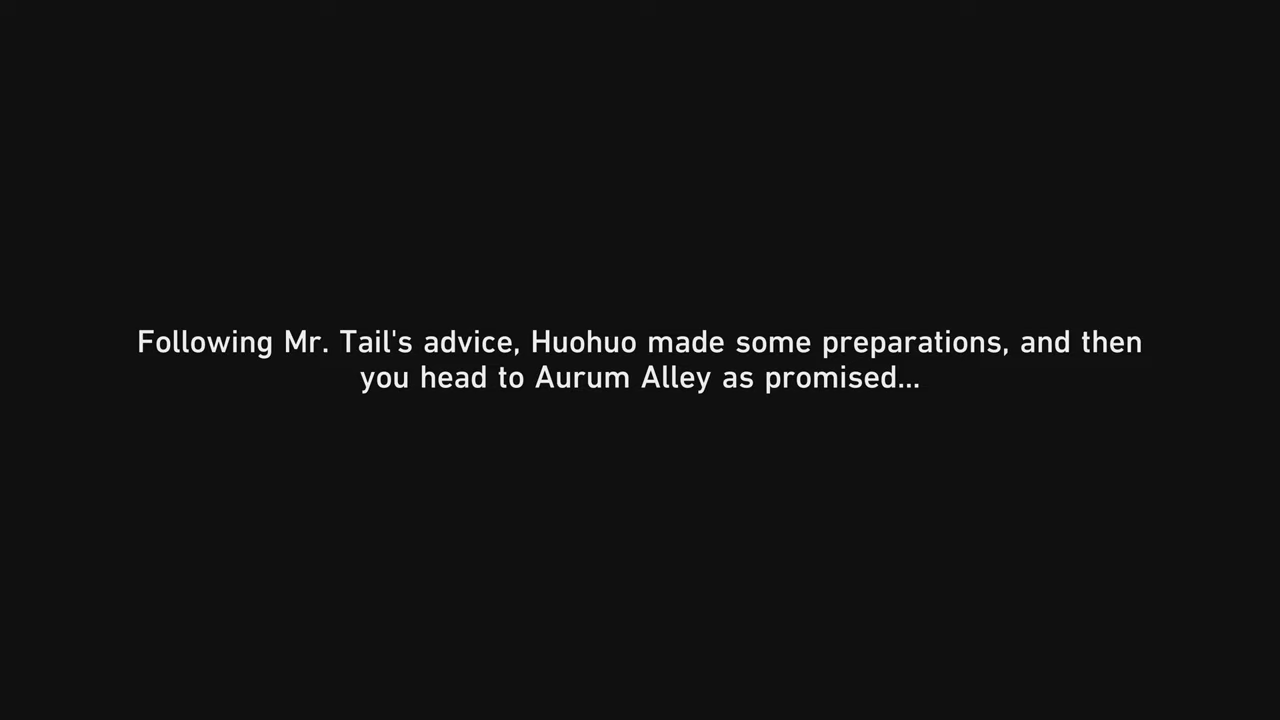 Following Mr. Tail's advice, Huohuo made some preparations, and then
you head to Aurum Alley as promised...